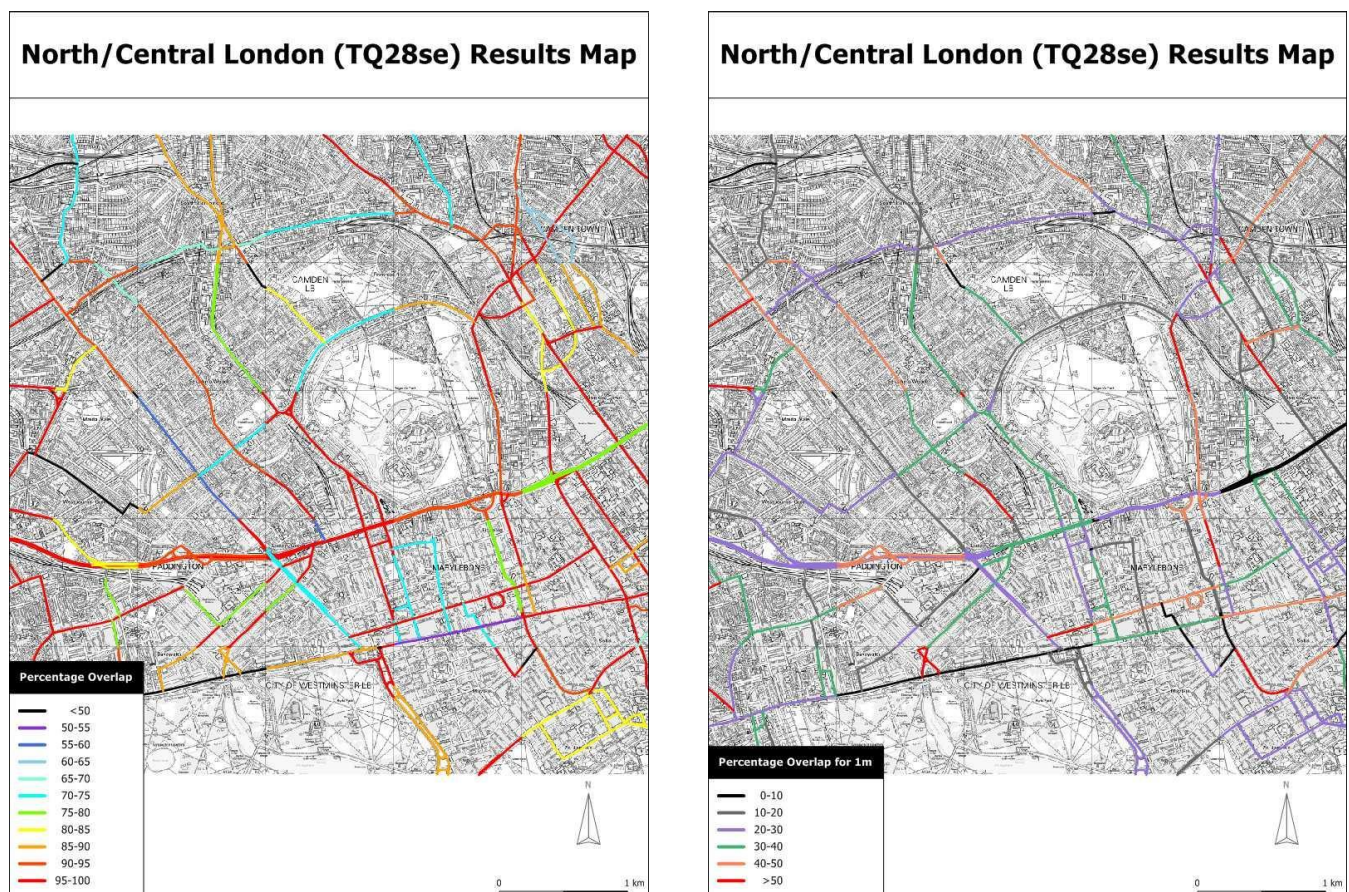 North/Central London (TQ28se) Results Map
CAMDEN TOWN
CAMDEN
LB
PADDINGTON
MARYLEBONE
CITY OF WESTMINSTER LB
Percentage Overlap
<50
50-55
55-60
60-65
65-70
70-75
75-80
80-85
85-90
90-95
95-100
N
0 1 km
North/Central London (TQ28se) Results Map
CAMDEN TOWN
CAMDEN
LB
PADDINGTON
MARYLEBONE
CITY OF WESTMINSTER LB
Percentage Overlap for 1m
0-10
10-20
20-30
30-40
40-50
>50
N
0 1 km